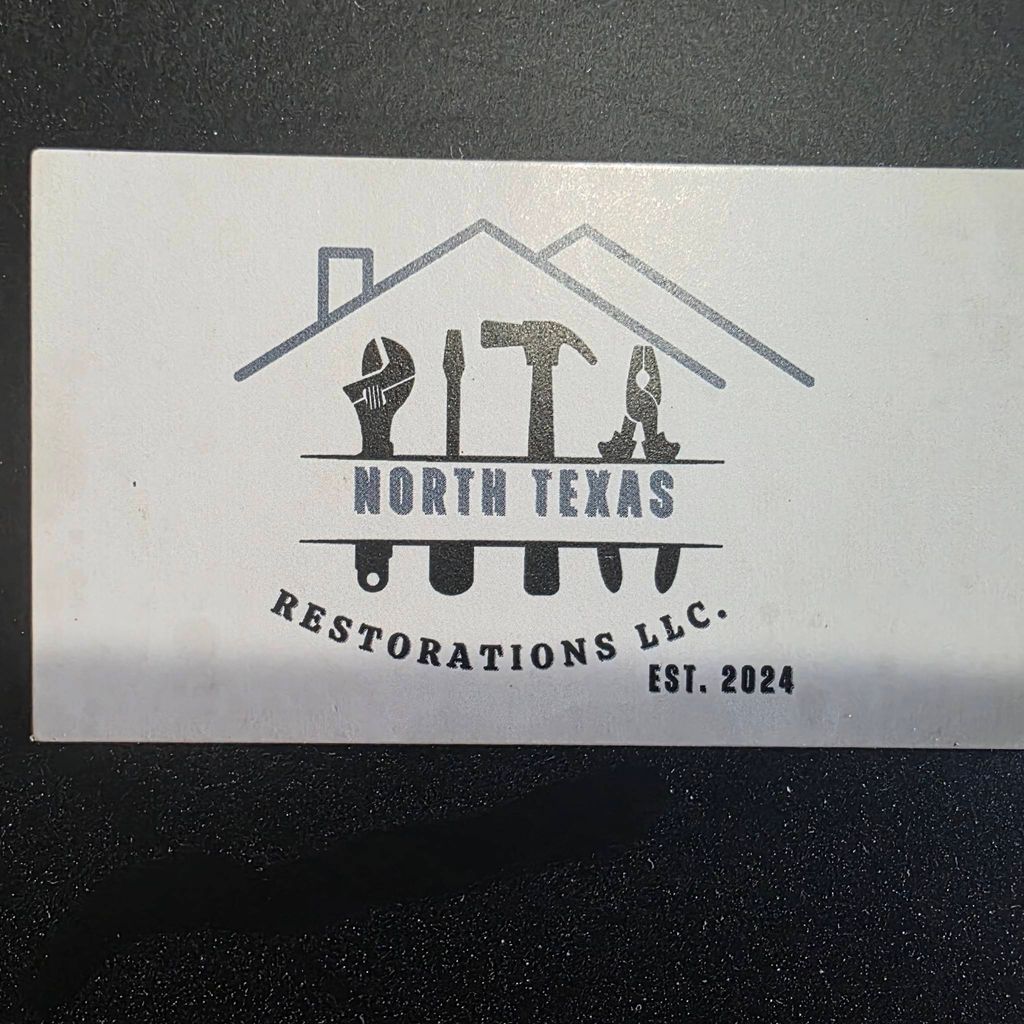 NORTH TEXAS
RESTORATIONS LLC.
EST. 2024